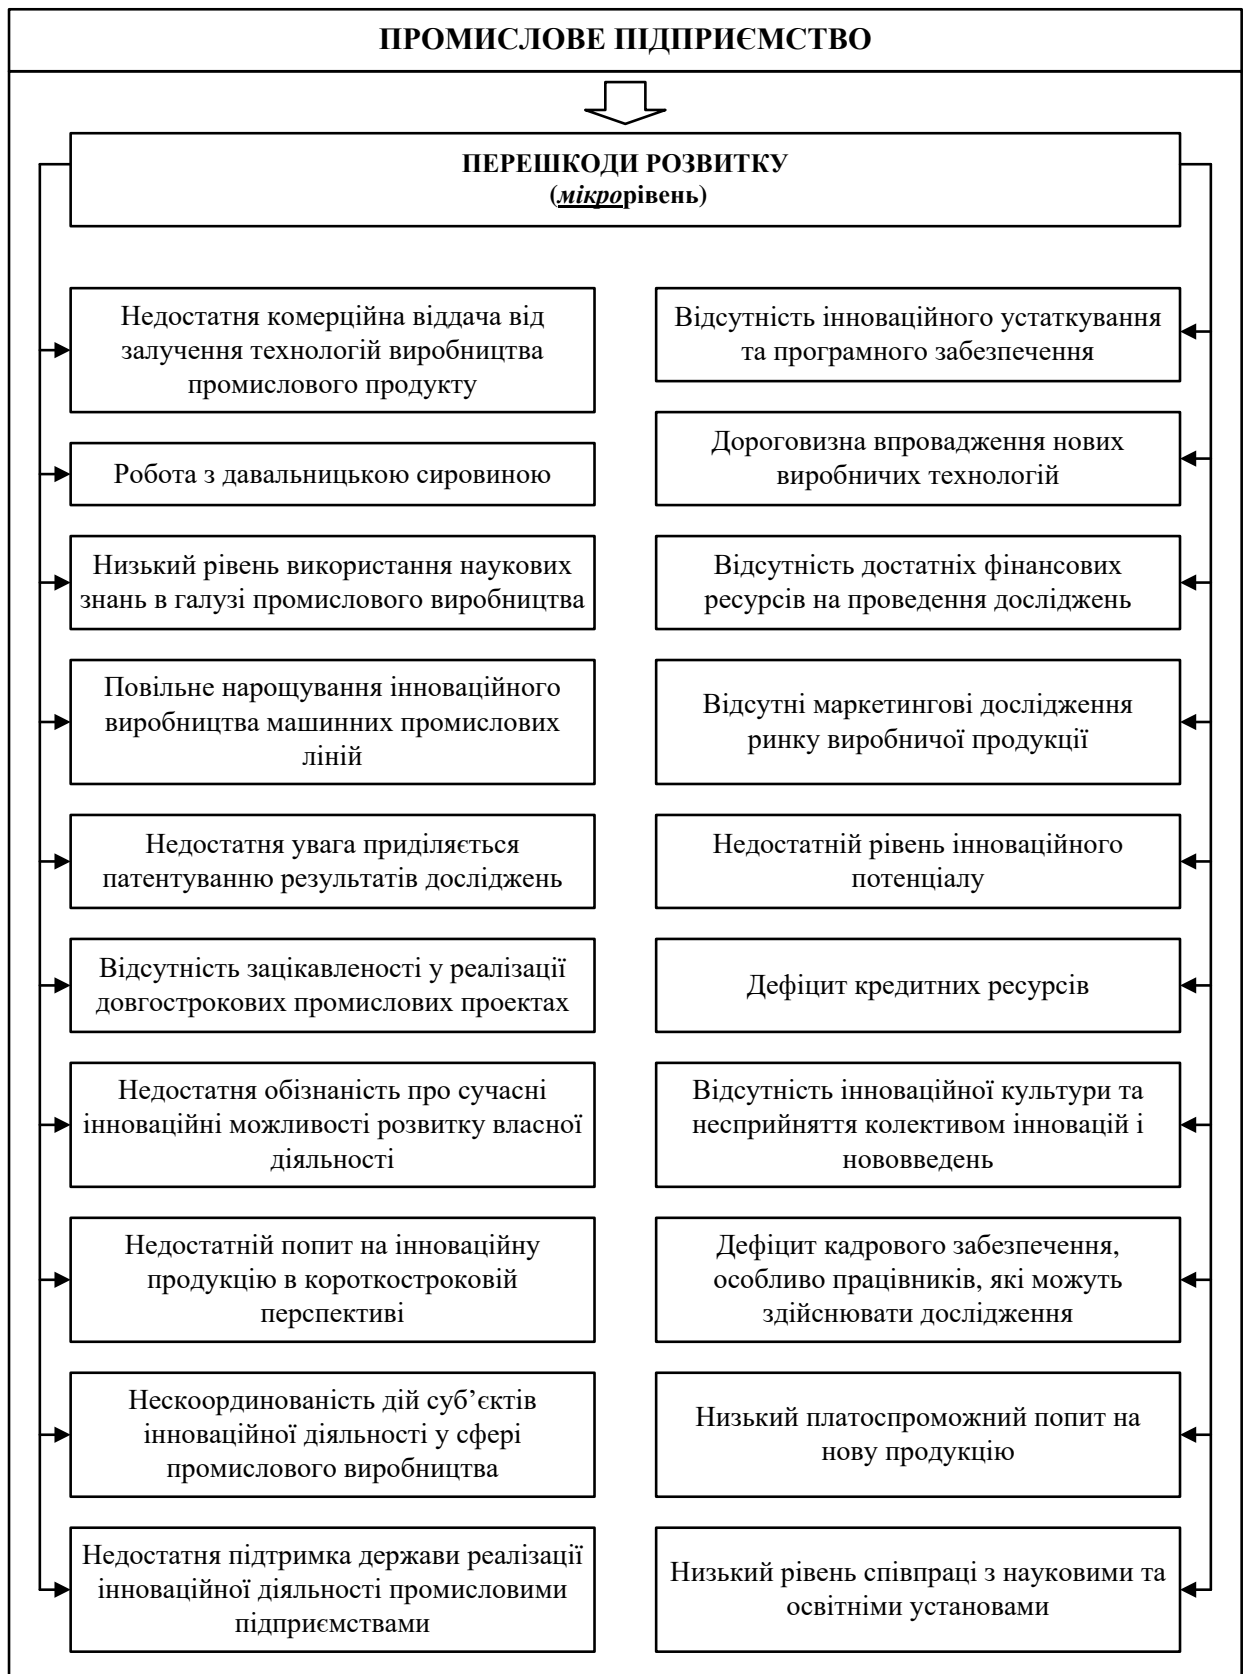 ПРОМИСЛОВЕ ПІДПРИЄМСТВО
ПЕРЕШКОДИ РОЗВИТКУ
(мікрорівень)
Недостатня комерційна віддача від
залучення технологій виробництва
промислового продукту
Робота з давальницькою сировиною
Низький рівень використання наукових
знань в галузі промислового виробництва
Повільне нарощування інноваційного
виробництва машинних промислових
ліній
Недостатня увага приділяється
патентуванню результатів досліджень
Відсутність зацікавленості у реалізації
довгострокових промислових проектах
Недостатня обізнаність про сучасні
інноваційні можливості розвитку власної
діяльності
Недостатній попит на інноваційну
продукцію в короткостроковій
перспективі
Нескоординованість дій суб’єктів
інноваційної діяльності у сфері
промислового виробництва
Недостатня підтримка держави реалізації
інноваційної діяльності промисловими
підприємствами
Відсутність інноваційного устаткування
та програмного забезпечення
Дороговизна впровадження нових
виробничих технологій
Відсутність достатніх фінансових
ресурсів на проведення досліджень
Відсутні маркетингові дослідження
ринку виробничої продукції
Недостатній рівень інноваційного
потенціалу
Дефіцит кредитних ресурсів
Відсутність інноваційної культури та
несприйняття колективом інновацій і
нововведень
Дефіцит кадрового забезпечення,
особливо працівників, які можуть
здійснювати дослідження
Низький платоспроможний попит на
нову продукцію
Низький рівень співпраці з науковими та
освітніми установами